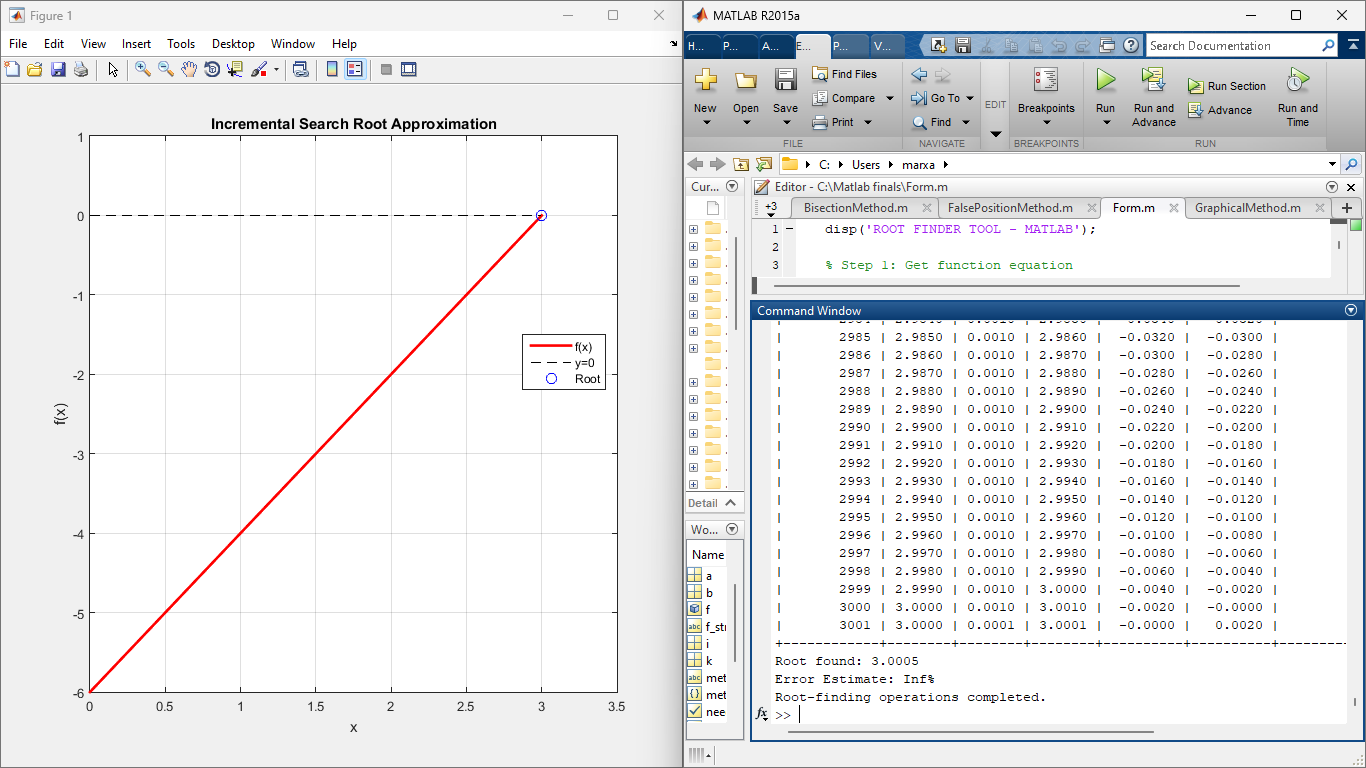 Figure 1
File Edit View Insert Tools Desktop Window Help
Incremental Search Root Approximation
1
0
-1
-2
-3
-4
-5
-6
f(x)
0 0.5 1 1.5 2 2.5 3 3.5
x
f(x)
y=0
Root
MATLAB R2015a
H... P... A... E... P... V...
Search Documentation
New Open Save
Find Files
Compare
Print
FILE
Go To
Find
NAVIGATE
EDIT
Breakpoints
BREAKPOINTS
Run
Run and Advance
Run Section
Advance
Run and Time
RUN
C: Users marxa
Cur...
Detail
Wo...
Name
a
b
f
f_str
i
k
met
met
nee
Editor - C:\Matlab finals\Form.m
+3 BisectionMethod.m FalsePositionMethod.m Form.m GraphicalMethod.m
1 disp('ROOT FINDER TOOL - MATLAB');
2
3 % Step 1: Get function equation
Command Window
| 2985 | 2.9850 | 0.0010 | 2.9860 | -0.0320 | -0.0300 |
| 2986 | 2.9860 | 0.0010 | 2.9870 | -0.0300 | -0.0280 |
| 2987 | 2.9870 | 0.0010 | 2.9880 | -0.0280 | -0.0260 |
| 2988 | 2.9880 | 0.0010 | 2.9890 | -0.0260 | -0.0240 |
| 2989 | 2.9890 | 0.0010 | 2.9900 | -0.0240 | -0.0220 |
| 2990 | 2.9900 | 0.0010 | 2.9910 | -0.0220 | -0.0200 |
| 2991 | 2.9910 | 0.0010 | 2.9920 | -0.0200 | -0.0180 |
| 2992 | 2.9920 | 0.0010 | 2.9930 | -0.0180 | -0.0160 |
| 2993 | 2.9930 | 0.0010 | 2.9940 | -0.0160 | -0.0140 |
| 2994 | 2.9940 | 0.0010 | 2.9950 | -0.0140 | -0.0120 |
| 2995 | 2.9950 | 0.0010 | 2.9960 | -0.0120 | -0.0100 |
| 2996 | 2.9960 | 0.0010 | 2.9970 | -0.0100 | -0.0080 |
| 2997 | 2.9970 | 0.0010 | 2.9980 | -0.0080 | -0.0060 |
| 2998 | 2.9980 | 0.0010 | 2.9990 | -0.0060 | -0.0040 |
| 2999 | 2.9990 | 0.0010 | 3.0000 | -0.0040 | -0.0020 |
| 3000 | 3.0000 | 0.0010 | 3.0010 | -0.0020 | -0.0000 |
| 3001 | 3.0000 | 0.0001 | 3.0001 | -0.0000 | 0.0020 |
Root found: 3.0005
Error Estimate: Inf%
Root-finding operations completed.
fx >>